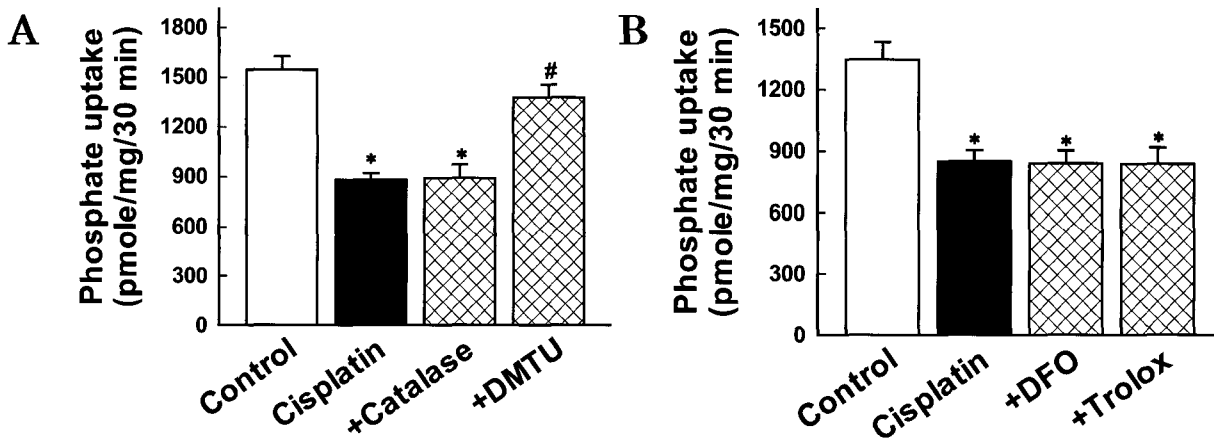 A
Phosphate uptake
(pmole/mg/30 min)
1800
1500
1200
900
600
300
0
*
*
#
Control
Cisplatin
+Catalase
+DMTU
B
Phosphate uptake
(pmole/mg/30 min)
1500
1200
900
600
300
0
*
*
*
Control
Cisplatin
+DFO
+Trolox